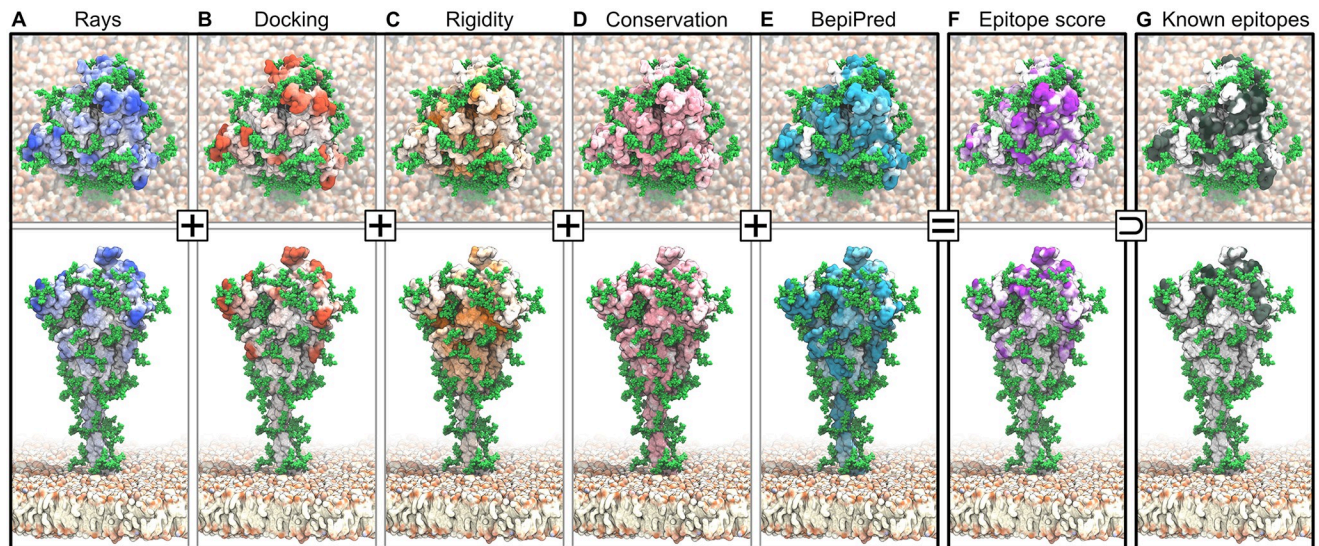 A Rays B Docking C Rigidity D Conservation E BepiPred F Epitope score G Known epitopes
+ + + + = ⊃